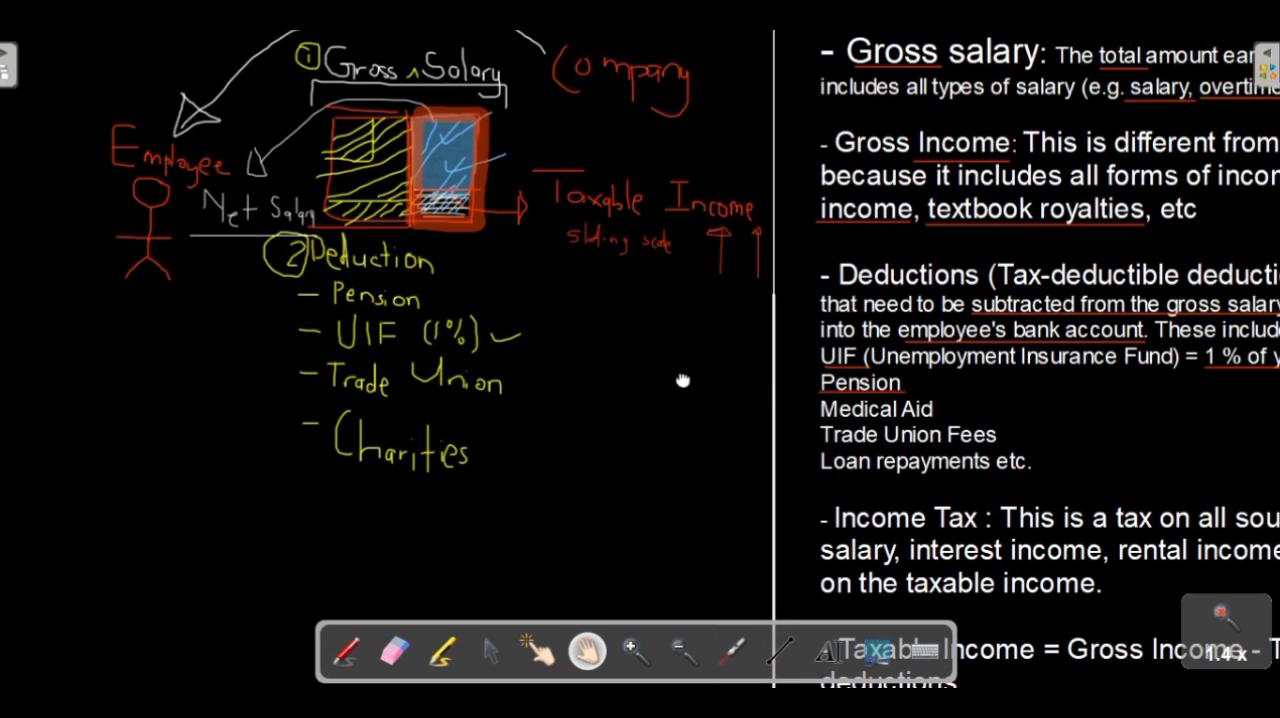 ① Gross Salary
Company
Employee
Net Salary
Taxable Income
sliding scale
② Deduction
- Pension
- UIF (1%) ✓
- Trade Union
- Charities
- Gross salary: The total amount ear
includes all types of salary (e.g. salary, overtime
- Gross Income: This is different from
because it includes all forms of incom
income, textbook royalties, etc
- Deductions (Tax-deductible deducti
that need to be subtracted from the gross salary
into the employee's bank account. These include
UIF (Unemployment Insurance Fund) = 1 % of y
Pension
Medical Aid
Trade Union Fees
Loan repayments etc.
- Income Tax : This is a tax on all sou
salary, interest income, rental income
on the taxable income.
Taxable Income = Gross Income - T
deductions
1.4 x